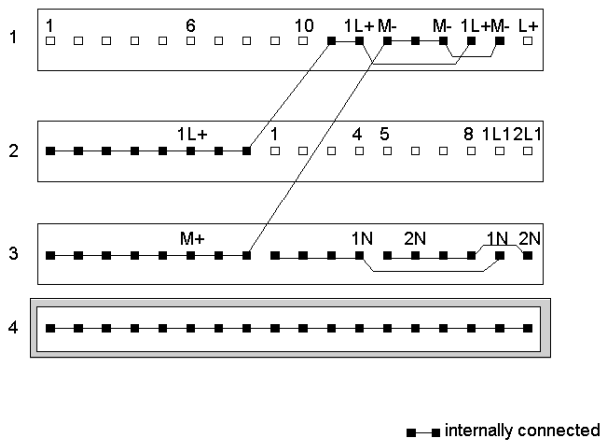 1 1 6 10 1L+ M- M- 1L+ M- L+
2 1L+ 1 4 5 8 1L1 2L1
3 M+ 1N 2N 1N 2N
4
internally connected